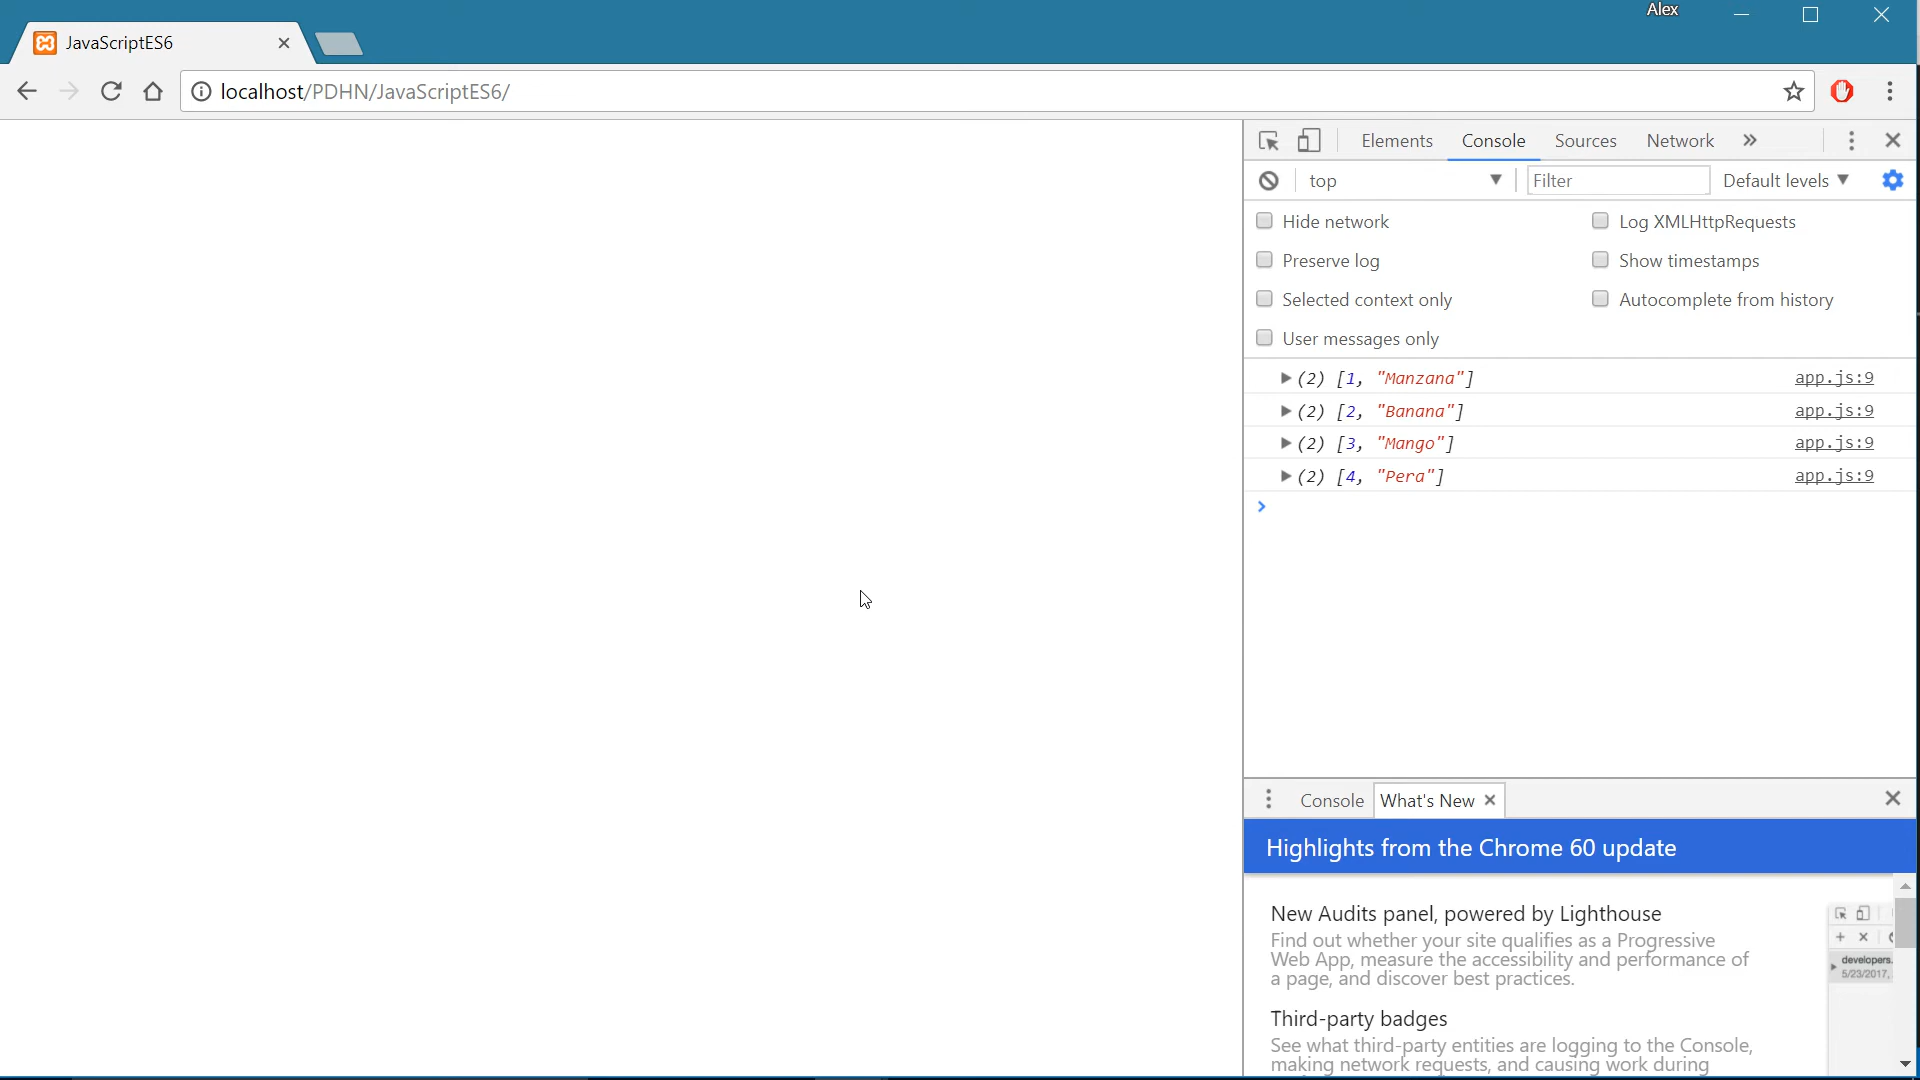 Alex
JavaScriptES6
localhost/PDHN/JavaScriptES6/
Elements Console Sources Network
top Filter Default levels
Hide network Log XMLHttpRequests
Preserve log Show timestamps
Selected context only Autocomplete from history
User messages only
(2) [1, "Manzana"] app.js:9
(2) [2, "Banana"] app.js:9
(2) [3, "Mango"] app.js:9
(2) [4, "Pera"] app.js:9
Console What's New
Highlights from the Chrome 60 update
New Audits panel, powered by Lighthouse
Find out whether your site qualifies as a Progressive
Web App, measure the accessibility and performance of
a page, and discover best practices.
developers.
5/23/2017,
Third-party badges
See what third-party entities are logging to the Console,
making network requests, and causing work during